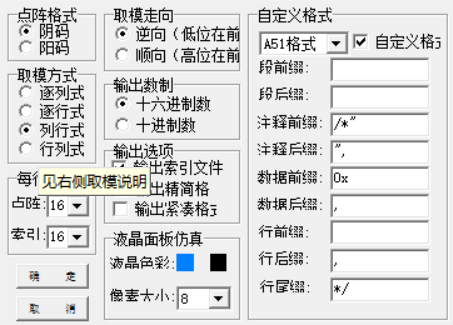 点阵格式
阴码
阳码
取模方式
逐列式
逐行式
列行式
行列式
见右侧取模说明
每行
点阵: 16
索引: 16
确 定
取 消
取模走向
逆向（低位在前
顺向（高位在前
输出数制
十六进制数
十进制数
输出选项
输出索引文件
出精简格
输出紧凑格式
液晶面板仿真
液晶色彩:
像素大小: 8
自定义格式
A51格式
自定义格式
段前缀:
段后缀:
注释前缀: /*"
注释后缀: ",
数据前缀: 0x
数据后缀: ,
行前缀:
行后缀: ,
行尾缀: */